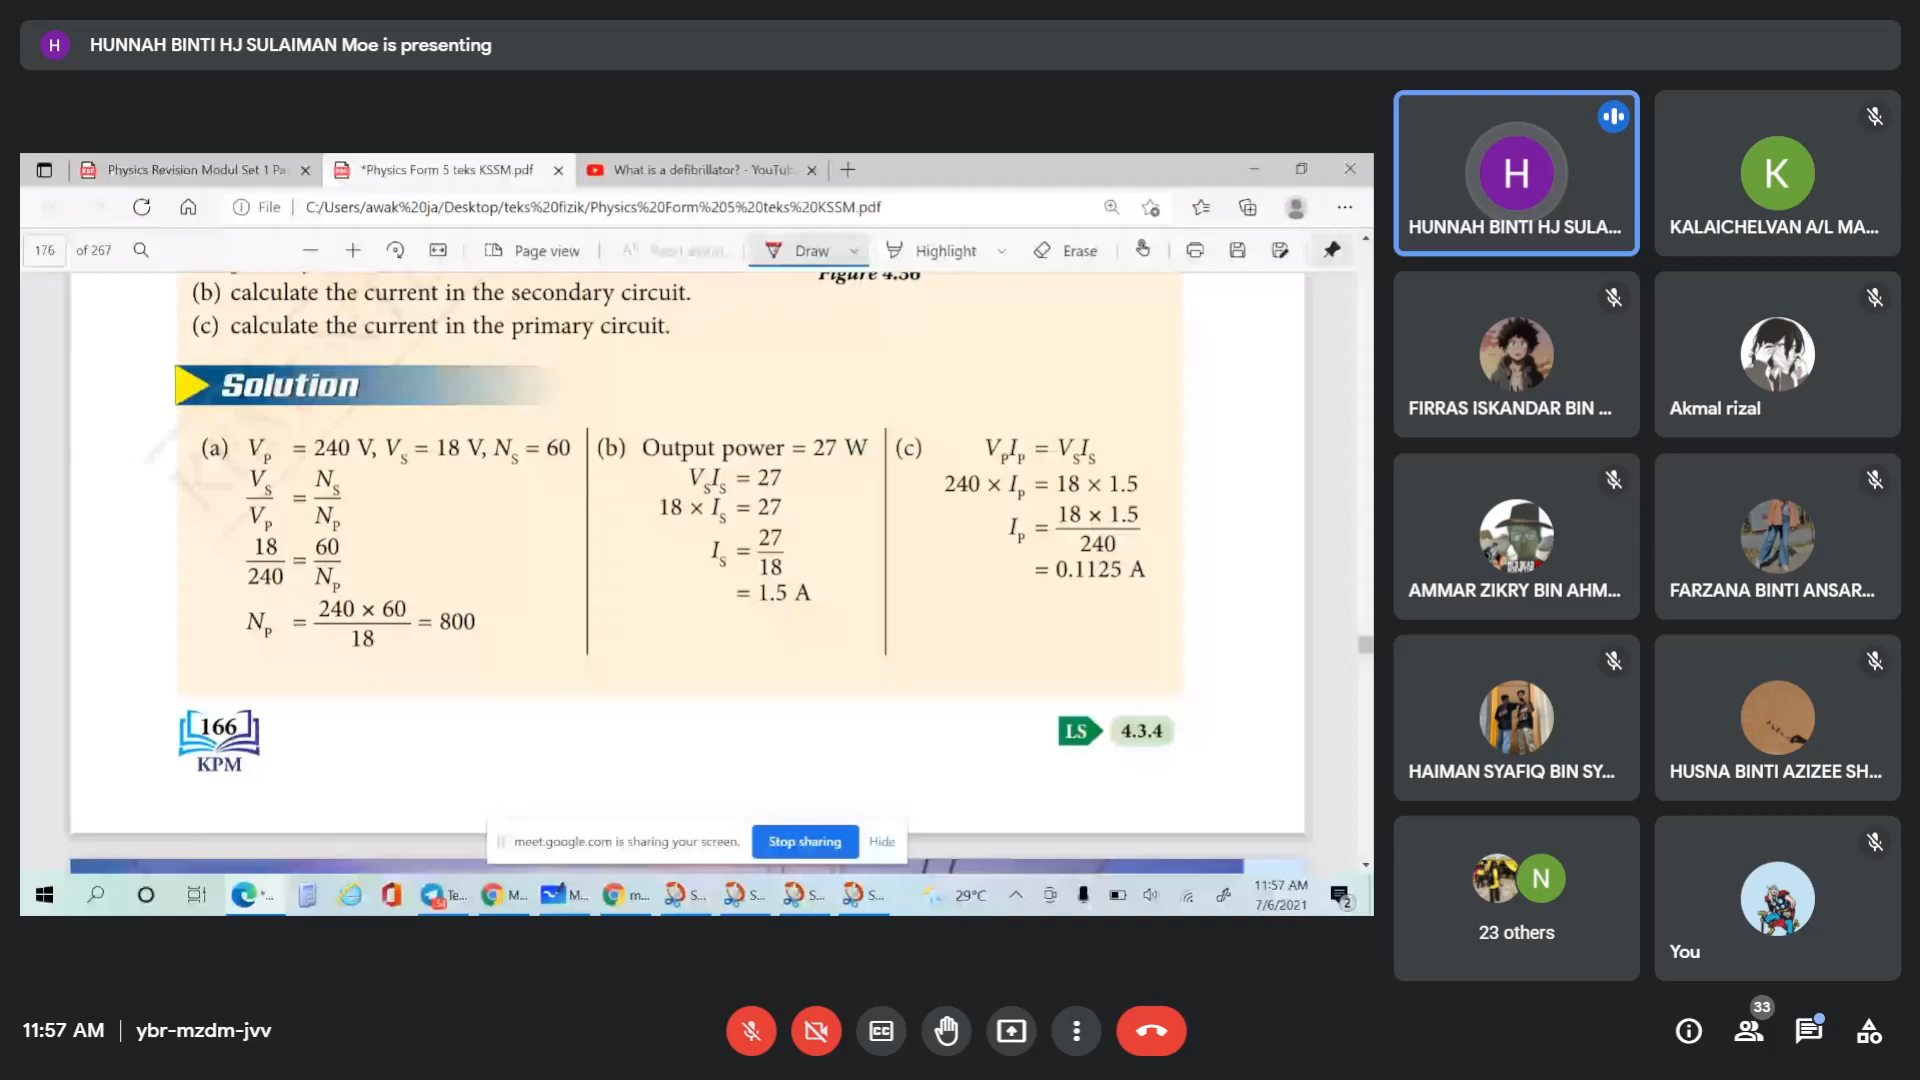 H HUNNAH BINTI HJ SULAIMAN Moe is presenting
Physics Revision Modul Set 1 Pa
*Physics Form 5 teks KSSM.pdf
What is a defibrillator? - YouTub
File
C:/Users/awak%20ja/Desktop/teks%20fizik/Physics%20Form%205%20teks%20KSSM.pdf
176 of 267
Page view
Draw
Highlight
Erase
Figure 4.36
(b) calculate the current in the secondary circuit.
(c) calculate the current in the primary circuit.
Solution
(a) VP = 240 V, VS = 18 V, NS = 60
VS/VP = NS/NP
18/240 = 60/NP
NP = 240 × 60/18 = 800
(b) Output power = 27 W
VSIS = 27
18 × IS = 27
IS = 27/18
= 1.5 A
(c) VPIP = VSIS
240 × IP = 18 × 1.5
IP = 18 × 1.5/240
= 0.1125 A
166
KPM
LS 4.3.4
meet.google.com is sharing your screen.
Stop sharing
Hide
Te...
M...
M...
m...
S...
S...
S...
S...
29°C
11:57 AM
7/6/2021
2
H
HUNNAH BINTI HJ SULA...
K
KALAICHELVAN A/L MA...
FIRRAS ISKANDAR BIN ...
Akmal rizal
AMMAR ZIKRY BIN AHM...
FARZANA BINTI ANSAR...
HAIMAN SYAFIQ BIN SY...
HUSNA BINTI AZIZEE SH...
N
23 others
You
11:57 AM | ybr-mzdm-jvv
CC
33